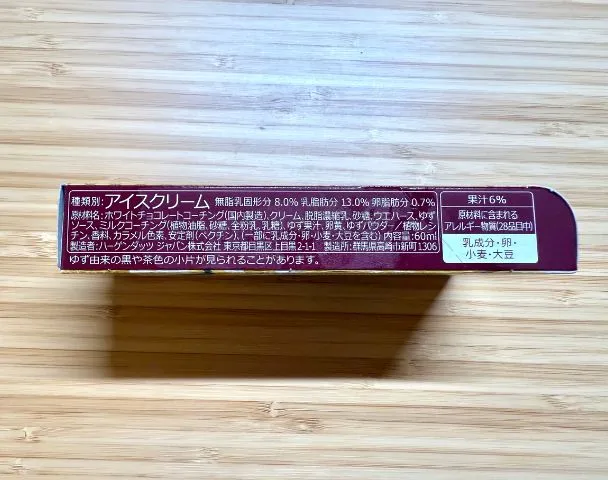 種類別:アイスクリーム 無脂乳固形分 8.0% 乳脂肪分 13.0% 卵脂肪分 0.7%
原材料名:ホワイトチョコレートコーチング(国内製造)、クリーム、脱脂濃縮乳、砂糖、ウエハース、ゆず
ソース、ミルクコーチング(植物油脂、砂糖、全粉乳、乳糖)、ゆず果汁、卵黄、ゆずパウダー/植物レシ
チン、香料、カラメル色素、安定剤(ペクチン)、(一部に乳成分・卵・小麦・大豆を含む) 内容量:60ml
製造者:ハーゲンダッツ ジャパン株式会社 東京都目黒区上目黒2-1-1 製造所:群馬県高崎市新町1306
ゆず由来の黒や茶色の小片が見られることがあります。
果汁6%
原材料に含まれる
アレルギー物質(28品目中)
乳成分・卵・
小麦・大豆